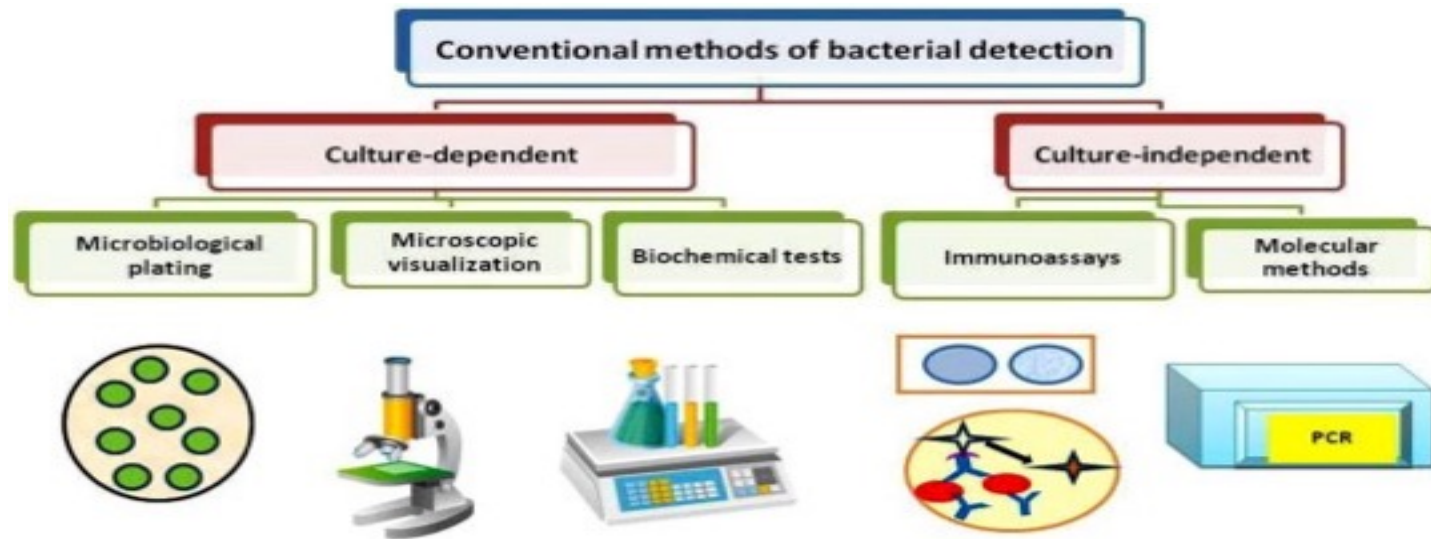 Conventional methods of bacterial detection
Culture-dependent
Culture-independent
Microbiological
plating
Microscopic
visualization
Biochemical tests
Immunoassays
Molecular
methods
PCR